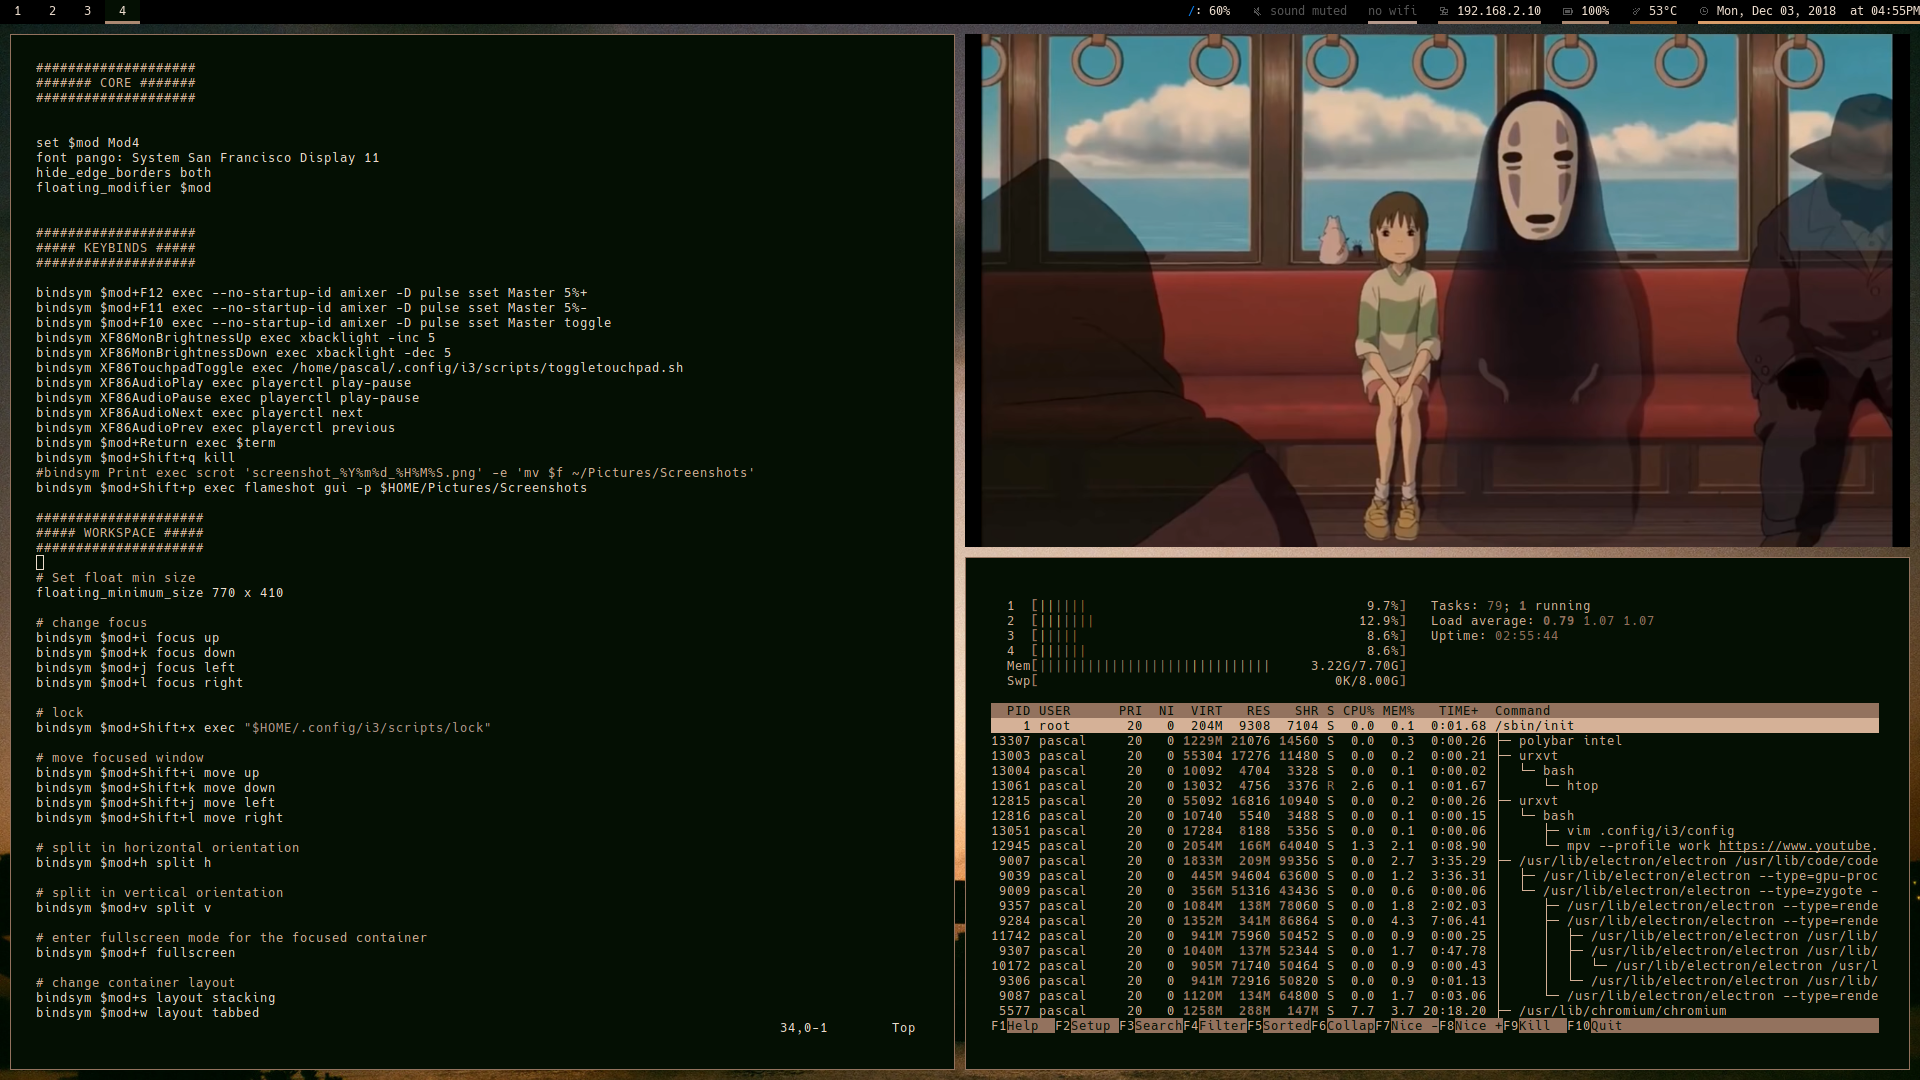 1 2 3 4 /: 60% sound muted no wifi 192.168.2.10 100% 53°C Mon, Dec 03, 2018 at 04:55PM
####################
####### CORE #######
####################
set $mod Mod4
font pango: System San Francisco Display 11
hide_edge_borders both
floating_modifier $mod
####################
##### KEYBINDS #####
####################
bindsym $mod+F12 exec --no-startup-id amixer -D pulse sset Master 5%+
bindsym $mod+F11 exec --no-startup-id amixer -D pulse sset Master 5%-
bindsym $mod+F10 exec --no-startup-id amixer -D pulse sset Master toggle
bindsym XF86MonBrightnessUp exec xbacklight -inc 5
bindsym XF86MonBrightnessDown exec xbacklight -dec 5
bindsym XF86TouchpadToggle exec /home/pascal/.config/i3/scripts/toggletouchpad.sh
bindsym XF86AudioPlay exec playerctl play-pause
bindsym XF86AudioPause exec playerctl play-pause
bindsym XF86AudioNext exec playerctl next
bindsym XF86AudioPrev exec playerctl previous
bindsym $mod+Return exec $term
bindsym $mod+Shift+q kill
#bindsym Print exec scrot 'screenshot_%Y%m%d_%H%M%S.png' -e 'mv $f ~/Pictures/Screenshots'
bindsym $mod+Shift+p exec flameshot gui -p $HOME/Pictures/Screenshots
#####################
##### WORKSPACE #####
#####################
# Set float min size
floating_minimum_size 770 x 410
# change focus
bindsym $mod+i focus up
bindsym $mod+k focus down
bindsym $mod+j focus left
bindsym $mod+l focus right
# lock
bindsym $mod+Shift+x exec "$HOME/.config/i3/scripts/lock"
# move focused window
bindsym $mod+Shift+i move up
bindsym $mod+Shift+k move down
bindsym $mod+Shift+j move left
bindsym $mod+Shift+l move right
# split in horizontal orientation
bindsym $mod+h split h
# split in vertical orientation
bindsym $mod+v split v
# enter fullscreen mode for the focused container
bindsym $mod+f fullscreen
# change container layout
bindsym $mod+s layout stacking
bindsym $mod+w layout tabbed
34,0-1 Top
1 [|||||| 9.7%] Tasks: 79; 1 running
2 [||||||| 12.9%] Load average: 0.79 1.07 1.07
3 [||||| 8.6%] Uptime: 02:55:44
4 [|||||| 8.6%]
Mem[||||||||||||||||||||||||||||| 3.22G/7.70G]
Swp[ 0K/8.00G]
PID USER PRI NI VIRT RES SHR S CPU% MEM% TIME+ Command
1 root 20 0 204M 9308 7104 S 0.0 0.1 0:01.68 /sbin/init
13307 pascal 20 0 1229M 21076 14560 S 0.0 0.3 0:00.26 ├─ polybar intel
13003 pascal 20 0 55304 17276 11480 S 0.0 0.2 0:00.21 ├─ urxvt
13004 pascal 20 0 10092 4704 3328 S 0.0 0.1 0:00.02 │ └─ bash
13061 pascal 20 0 13032 4756 3376 R 2.6 0.1 0:01.67 │ └─ htop
12815 pascal 20 0 55092 16816 10940 S 0.0 0.2 0:00.26 ├─ urxvt
12816 pascal 20 0 10740 5540 3488 S 0.0 0.1 0:00.15 │ └─ bash
13051 pascal 20 0 17284 8188 5356 S 0.0 0.1 0:00.06 │ ├─ vim .config/i3/config
12945 pascal 20 0 2054M 166M 64040 S 1.3 2.1 0:08.90 │ └─ mpv --profile work https://www.youtube.
9007 pascal 20 0 1833M 209M 99356 S 0.0 2.7 3:35.29 ├─ /usr/lib/electron/electron /usr/lib/code/code
9039 pascal 20 0 445M 94604 63600 S 0.0 1.2 3:36.31 │ ├─ /usr/lib/electron/electron --type=gpu-proc
9009 pascal 20 0 356M 51316 43436 S 0.0 0.6 0:00.06 │ └─ /usr/lib/electron/electron --type=zygote -
9357 pascal 20 0 1084M 138M 78060 S 0.0 1.8 2:02.03 │ ├─ /usr/lib/electron/electron --type=rende
9284 pascal 20 0 1352M 341M 86864 S 0.0 4.3 7:06.41 │ ├─ /usr/lib/electron/electron --type=rende
11742 pascal 20 0 941M 75960 50452 S 0.0 0.9 0:00.25 │ │ ├─ /usr/lib/electron/electron /usr/lib/
9307 pascal 20 0 1040M 137M 52344 S 0.0 1.7 0:47.78 │ │ ├─ /usr/lib/electron/electron /usr/lib/
10172 pascal 20 0 905M 71740 50464 S 0.0 0.9 0:00.43 │ │ │ └─ /usr/lib/electron/electron /usr/l
9306 pascal 20 0 941M 72916 50820 S 0.0 0.9 0:01.13 │ │ └─ /usr/lib/electron/electron /usr/lib/
9087 pascal 20 0 1120M 134M 64800 S 0.0 1.7 0:03.06 │ └─ /usr/lib/electron/electron --type=rende
5577 pascal 20 0 1258M 288M 147M S 7.7 3.7 20:18.20 ├─ /usr/lib/chromium/chromium
F1Help F2Setup F3SearchF4FilterF5SortedF6CollapF7Nice -F8Nice +F9Kill F10Quit